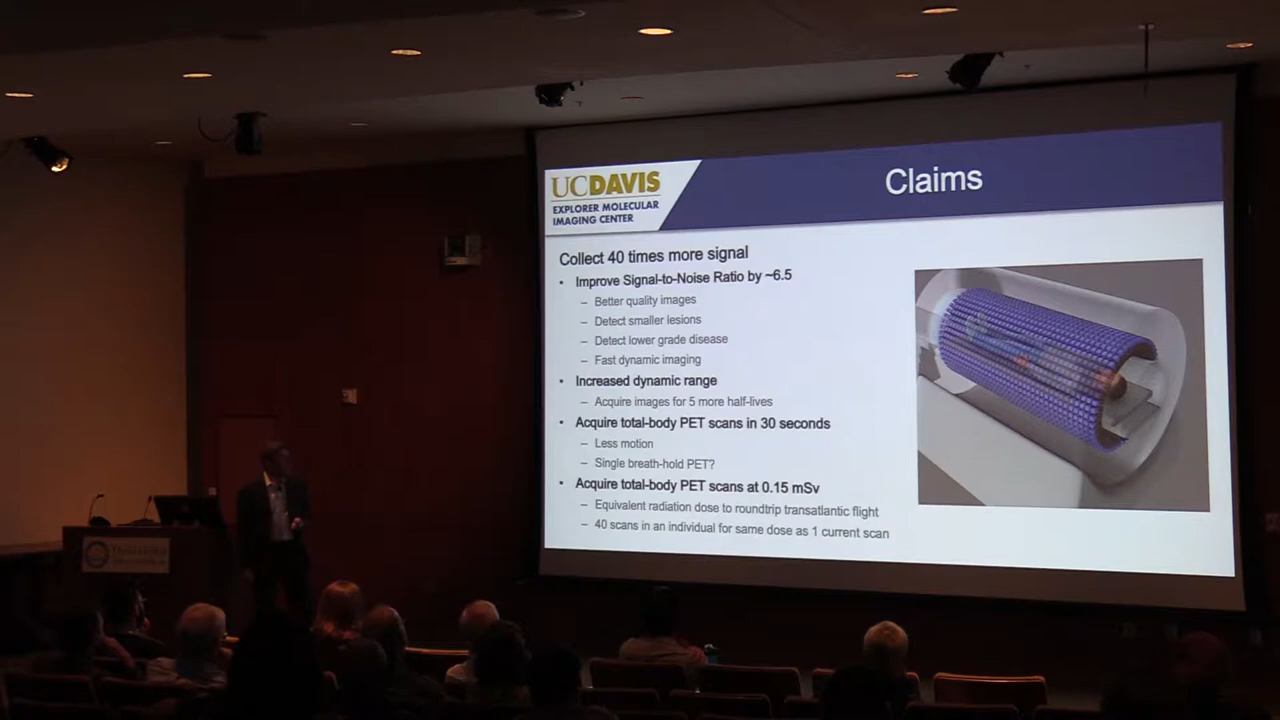 UCDAVIS
EXPLORER MOLECULAR
IMAGING CENTER
Claims
Collect 40 times more signal
• Improve Signal-to-Noise Ratio by ~6.5
– Better quality images
– Detect smaller lesions
– Detect lower grade disease
– Fast dynamic imaging
• Increased dynamic range
– Acquire images for 5 more half-lives
• Acquire total-body PET scans in 30 seconds
– Less motion
– Single breath-hold PET?
• Acquire total-body PET scans at 0.15 mSv
– Equivalent radiation dose to roundtrip transatlantic flight
– 40 scans in an individual for same dose as 1 current scan